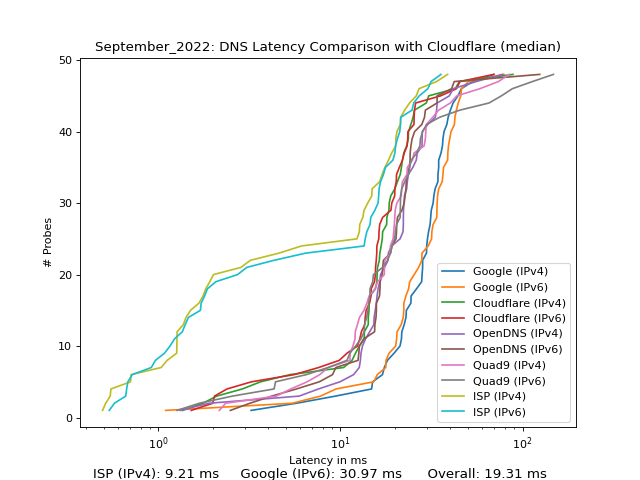 September_2022: DNS Latency Comparison with Cloudflare (median)
50
40
30
20
10
0
# Probes
10⁰
10¹
10²
Latency in ms
Google (IPv4)
Google (IPv6)
Cloudflare (IPv4)
Cloudflare (IPv6)
OpenDNS (IPv4)
OpenDNS (IPv6)
Quad9 (IPv4)
Quad9 (IPv6)
ISP (IPv4)
ISP (IPv6)
ISP (IPv4): 9.21 ms Google (IPv6): 30.97 ms Overall: 19.31 ms